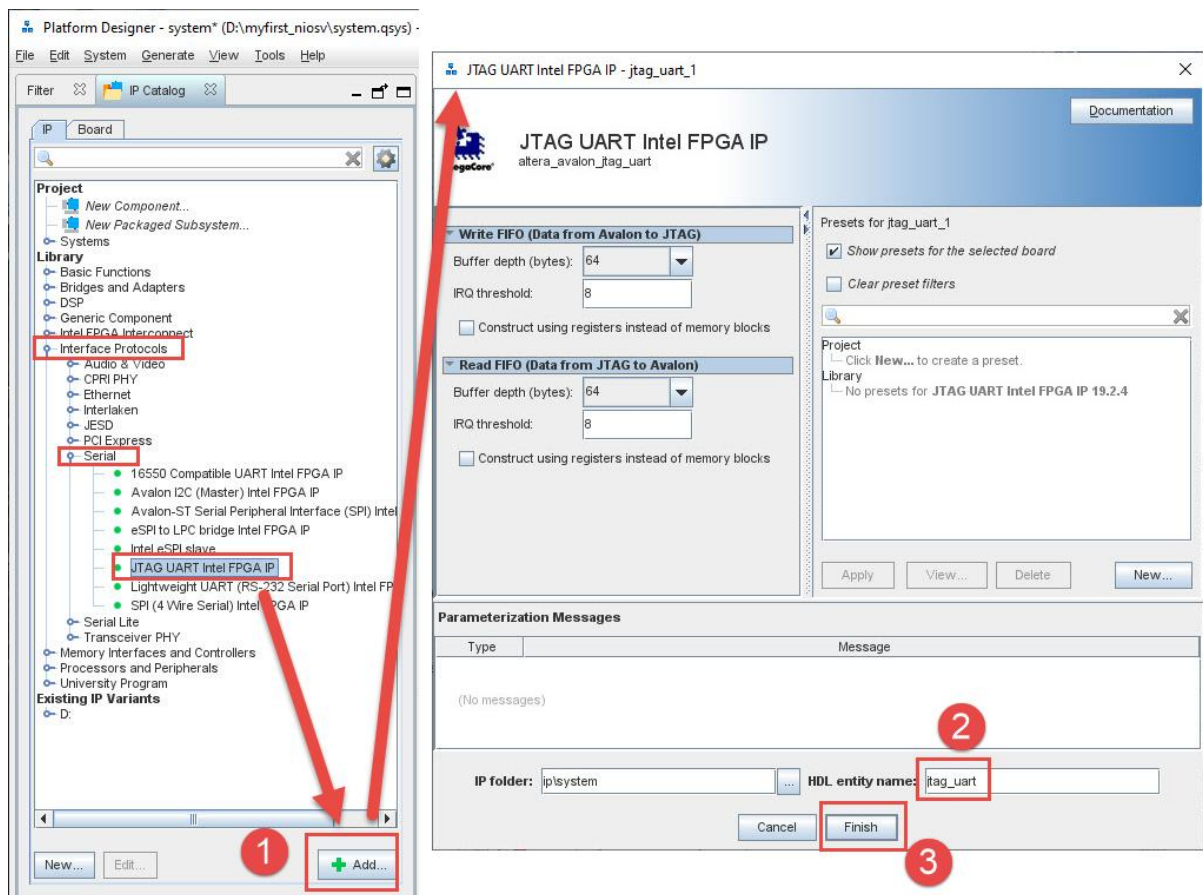 Platform Designer - system* (D:\myfirst_niosv\system.qsys) -
File Edit System Generate View Tools Help
Filter IP Catalog
IP Board
Project
New Component...
New Packaged Subsystem...
Systems
Library
Basic Functions
Bridges and Adapters
DSP
Generic Component
Intel FPGA Interconnect
Interface Protocols
Audio & Video
CPRI PHY
Ethernet
Interlaken
JESD
PCI Express
Serial
16550 Compatible UART Intel FPGA IP
Avalon I2C (Master) Intel FPGA IP
Avalon-ST Serial Peripheral Interface (SPI) Intel
eSPI to LPC bridge Intel FPGA IP
Intel eSPI slave
JTAG UART Intel FPGA IP
Lightweight UART (RS-232 Serial Port) Intel FP
SPI (4 Wire Serial) Intel FPGA IP
Serial Lite
Transceiver PHY
Memory Interfaces and Controllers
Processors and Peripherals
University Program
Existing IP Variants
D:
1
New... Edit... Add...
JTAG UART Intel FPGA IP - jtag_uart_1
Documentation
JTAG UART Intel FPGA IP
altera_avalon_jtag_uart
egaCore
Write FIFO (Data from Avalon to JTAG)
Buffer depth (bytes): 64
IRQ threshold: 8
Construct using registers instead of memory blocks
Read FIFO (Data from JTAG to Avalon)
Buffer depth (bytes): 64
IRQ threshold: 8
Construct using registers instead of memory blocks
Presets for jtag_uart_1
Show presets for the selected board
Clear preset filters
Project
Click New... to create a preset.
Library
No presets for JTAG UART Intel FPGA IP 19.2.4
Apply View... Delete New...
Parameterization Messages
Type Message
(No messages)
2
IP folder: ip\system ... HDL entity name: jtag_uart
Cancel Finish
3